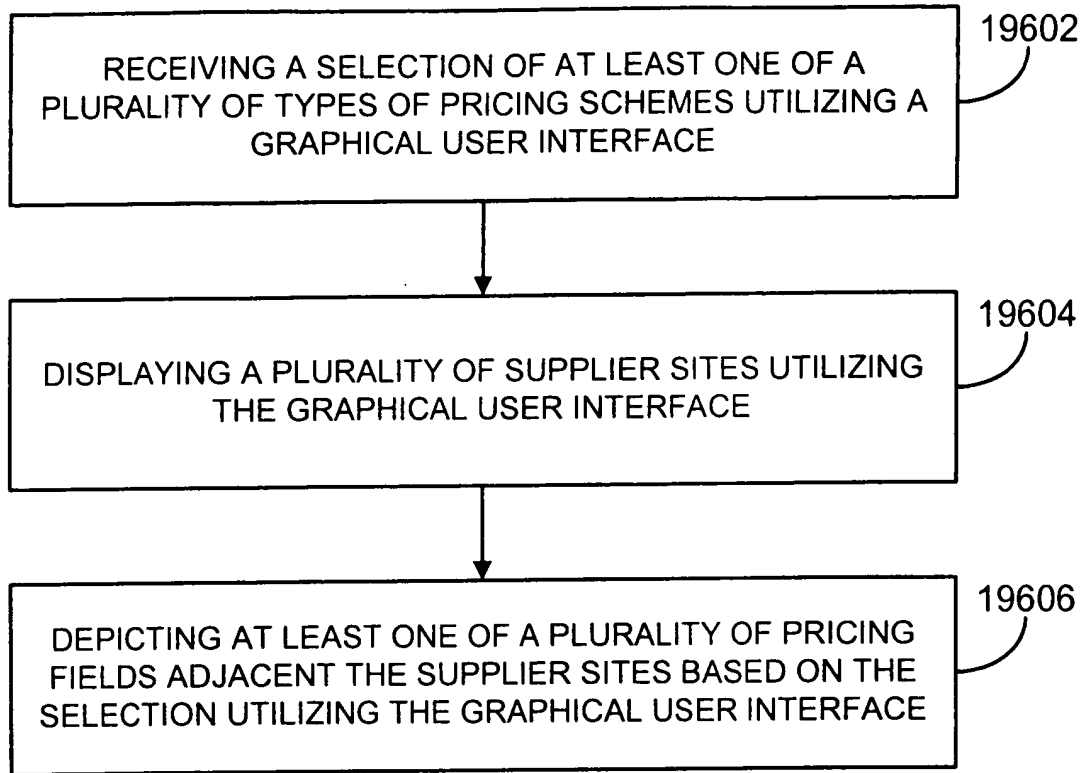 19602
RECEIVING A SELECTION OF AT LEAST ONE OF A
PLURALITY OF TYPES OF PRICING SCHEMES UTILIZING A
GRAPHICAL USER INTERFACE
19604
DISPLAYING A PLURALITY OF SUPPLIER SITES UTILIZING
THE GRAPHICAL USER INTERFACE
19606
DEPICTING AT LEAST ONE OF A PLURALITY OF PRICING
FIELDS ADJACENT THE SUPPLIER SITES BASED ON THE
SELECTION UTILIZING THE GRAPHICAL USER INTERFACE